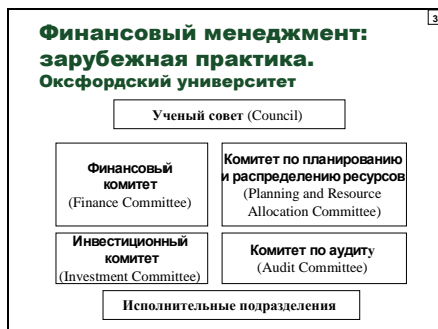 3
Финансовый менеджмент:
зарубежная практика.
Оксфордский университет
Ученый совет (Council)
Финансовый
комитет
(Finance Committee)
Комитет по планированию
и распределению ресурсов
(Planning and Resource
Allocation Committee)
Инвестиционный
комитет
(Investment Committee)
Комитет по аудиту
(Audit Committee)
Исполнительные подразделения